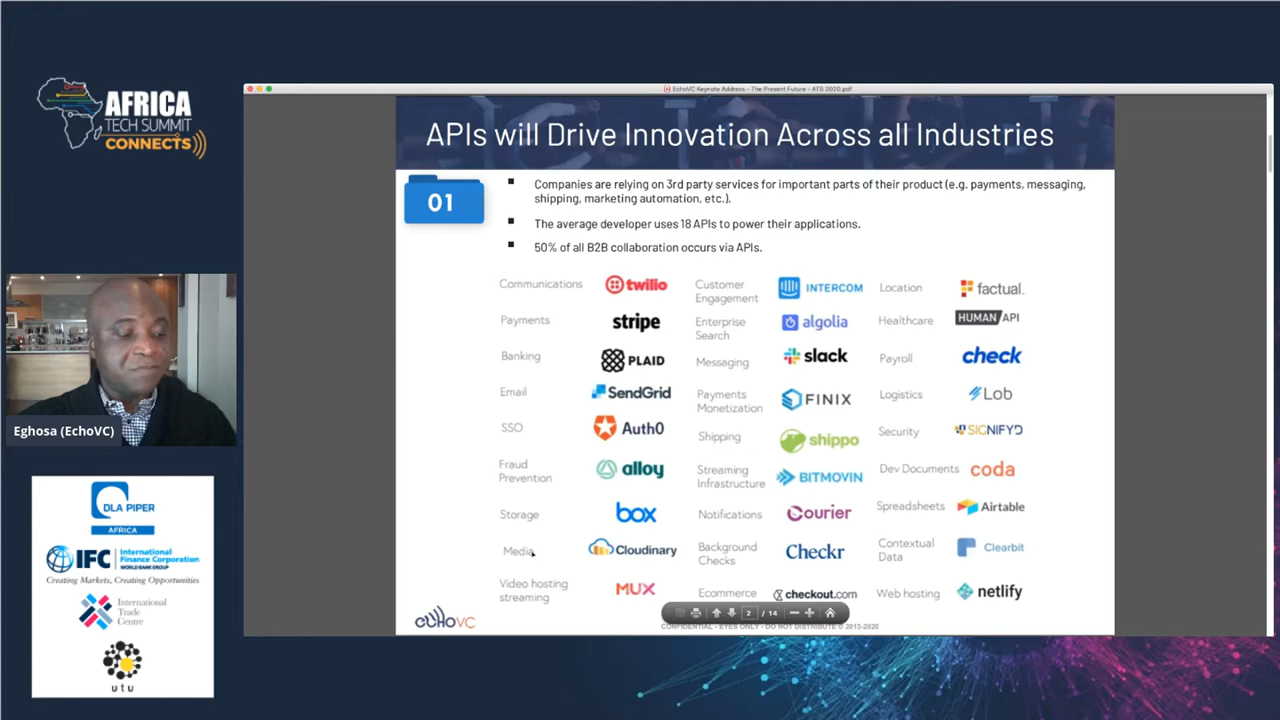 AFRICA
TECH SUMMIT
CONNECTS
EchoVC Keynote Address - The Present Future - ATS 2020.pdf
APIs will Drive Innovation Across all Industries
01
Companies are relying on 3rd party services for important parts of their product (e.g. payments, messaging,
shipping, marketing automation, etc.).
The average developer uses 18 APIs to power their applications.
50% of all B2B collaboration occurs via APIs.
Communications
twilio
Customer
Engagement
INTERCOM
Location
factual.
Payments
stripe
Enterprise
Search
algolia
Healthcare
HUMAN/API
Banking
PLAID
Messaging
slack
Payroll
check
Email
SendGrid
Payments
Monetization
FINIX
Logistics
Lob
SSO
Auth0
Shipping
shippo
Security
SIGNIFYD
Fraud
Prevention
alloy
Streaming
Infrastructure
BITMOVIN
Dev Documents
coda
Storage
box
Notifications
Courier
Spreadsheets
Airtable
Media
Cloudinary
Background
Checks
Checkr
Contextual
Data
Clearbit
Video hosting
streaming
MUX
Ecommerce
checkout.com
Web hosting
netlify
2 / 14
echovc
CONFIDENTIAL - EYES ONLY - DO NOT DISTRIBUTE © 2013-2020
Eghosa (EchoVC)
DLA PIPER
AFRICA
IFC
International
Finance Corporation
WORLD BANK GROUP
Creating Markets, Creating Opportunities
International
Trade
Centre
utu